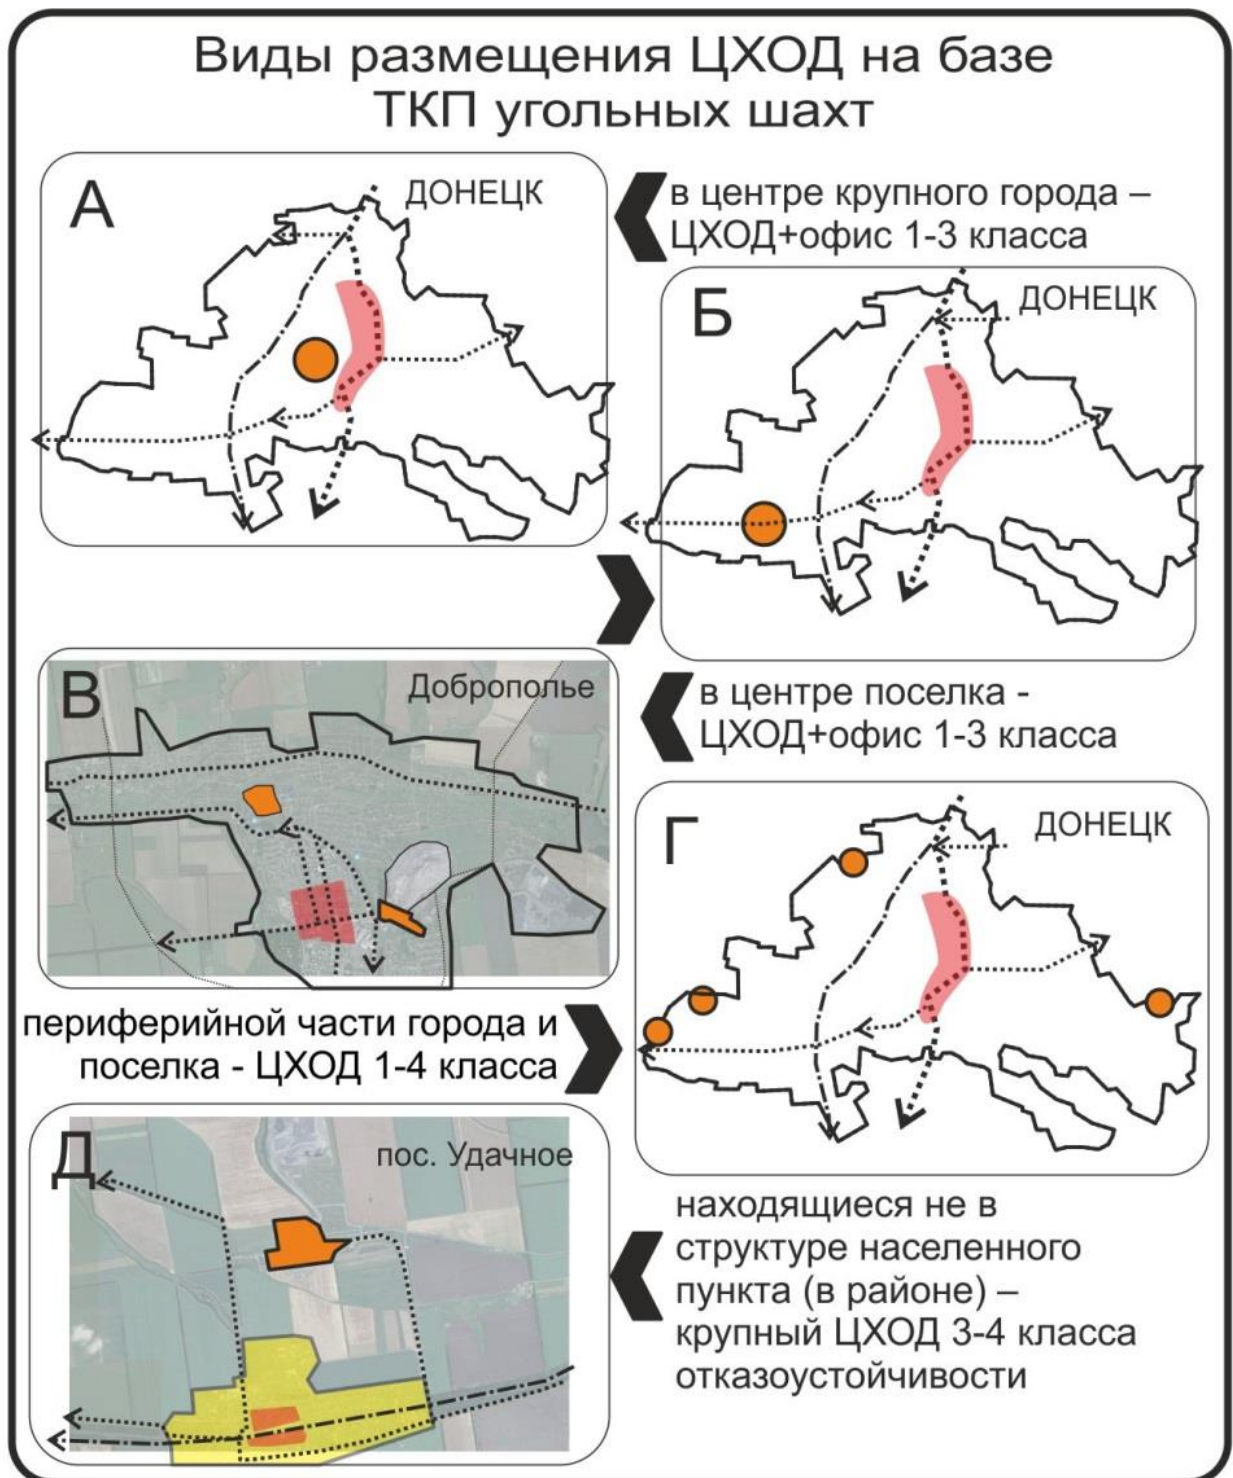 Виды размещения ЦХОД на базе
ТКП угольных шахт
А
ДОНЕЦК
в центре крупного города –
ЦХОД+офис 1-3 класса
Б
ДОНЕЦК
В
Доброполье
в центре поселка -
ЦХОД+офис 1-3 класса
Г
ДОНЕЦК
периферийной части города и
поселка - ЦХОД 1-4 класса
Д
пос. Удачное
находящиеся не в
структуре населенного
пункта (в районе) –
крупный ЦХОД 3-4 класса
отказоустойчивости